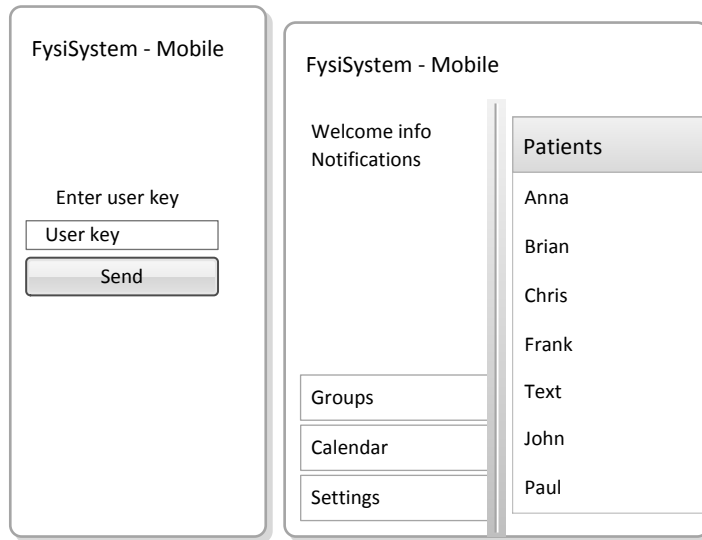 FysiSystem - Mobile
Enter user key
User key
Send
FysiSystem - Mobile
Welcome info
Notifications
Groups
Calendar
Settings
Patients
Anna
Brian
Chris
Frank
Text
John
Paul